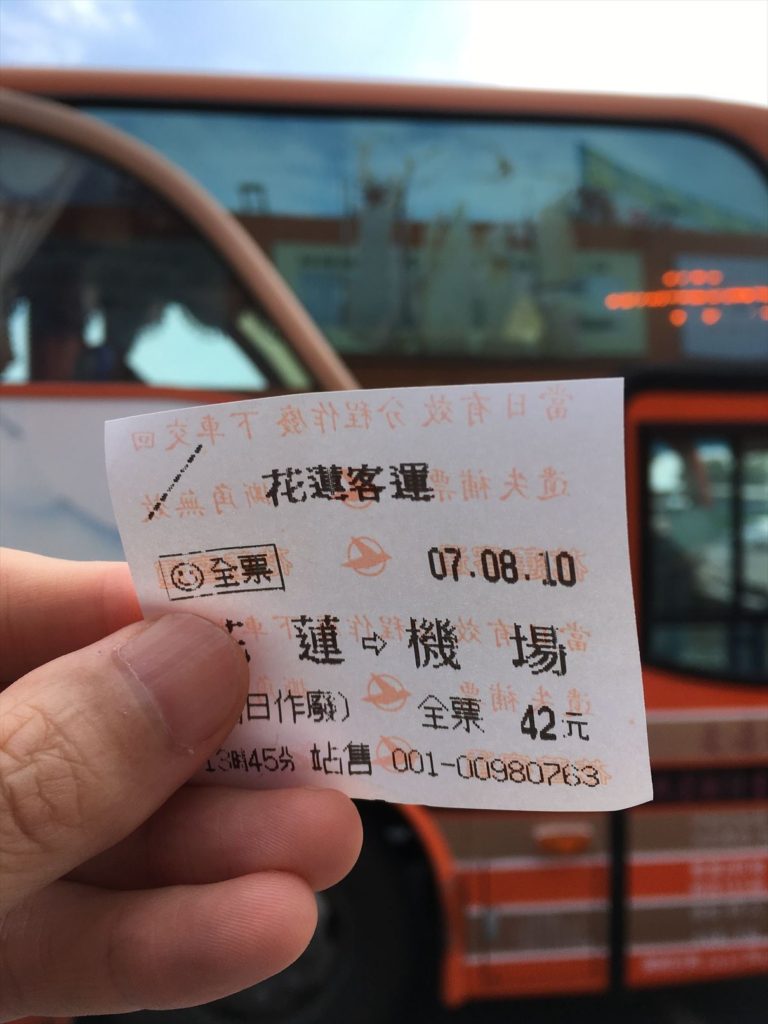 花蓮客運
全票 07.08.10
花 蓮 ⇨ 機 場
日作廢) 全票 42元
13時45分 站售 001-00980763